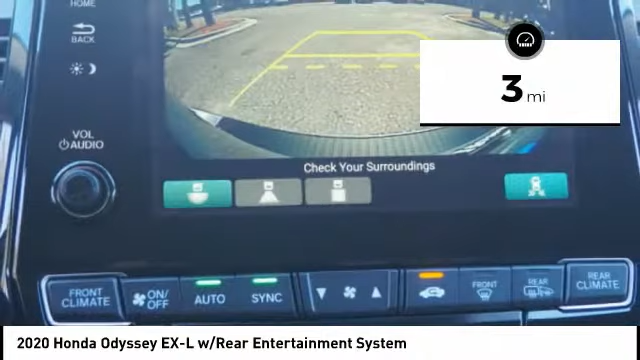 HOME
BACK
VOL
AUDIO
3 mi
Check Your Surroundings
FRONT CLIMATE
ON/OFF
AUTO
SYNC
FRONT
REAR
REAR CLIMATE
2020 Honda Odyssey EX-L w/Rear Entertainment System